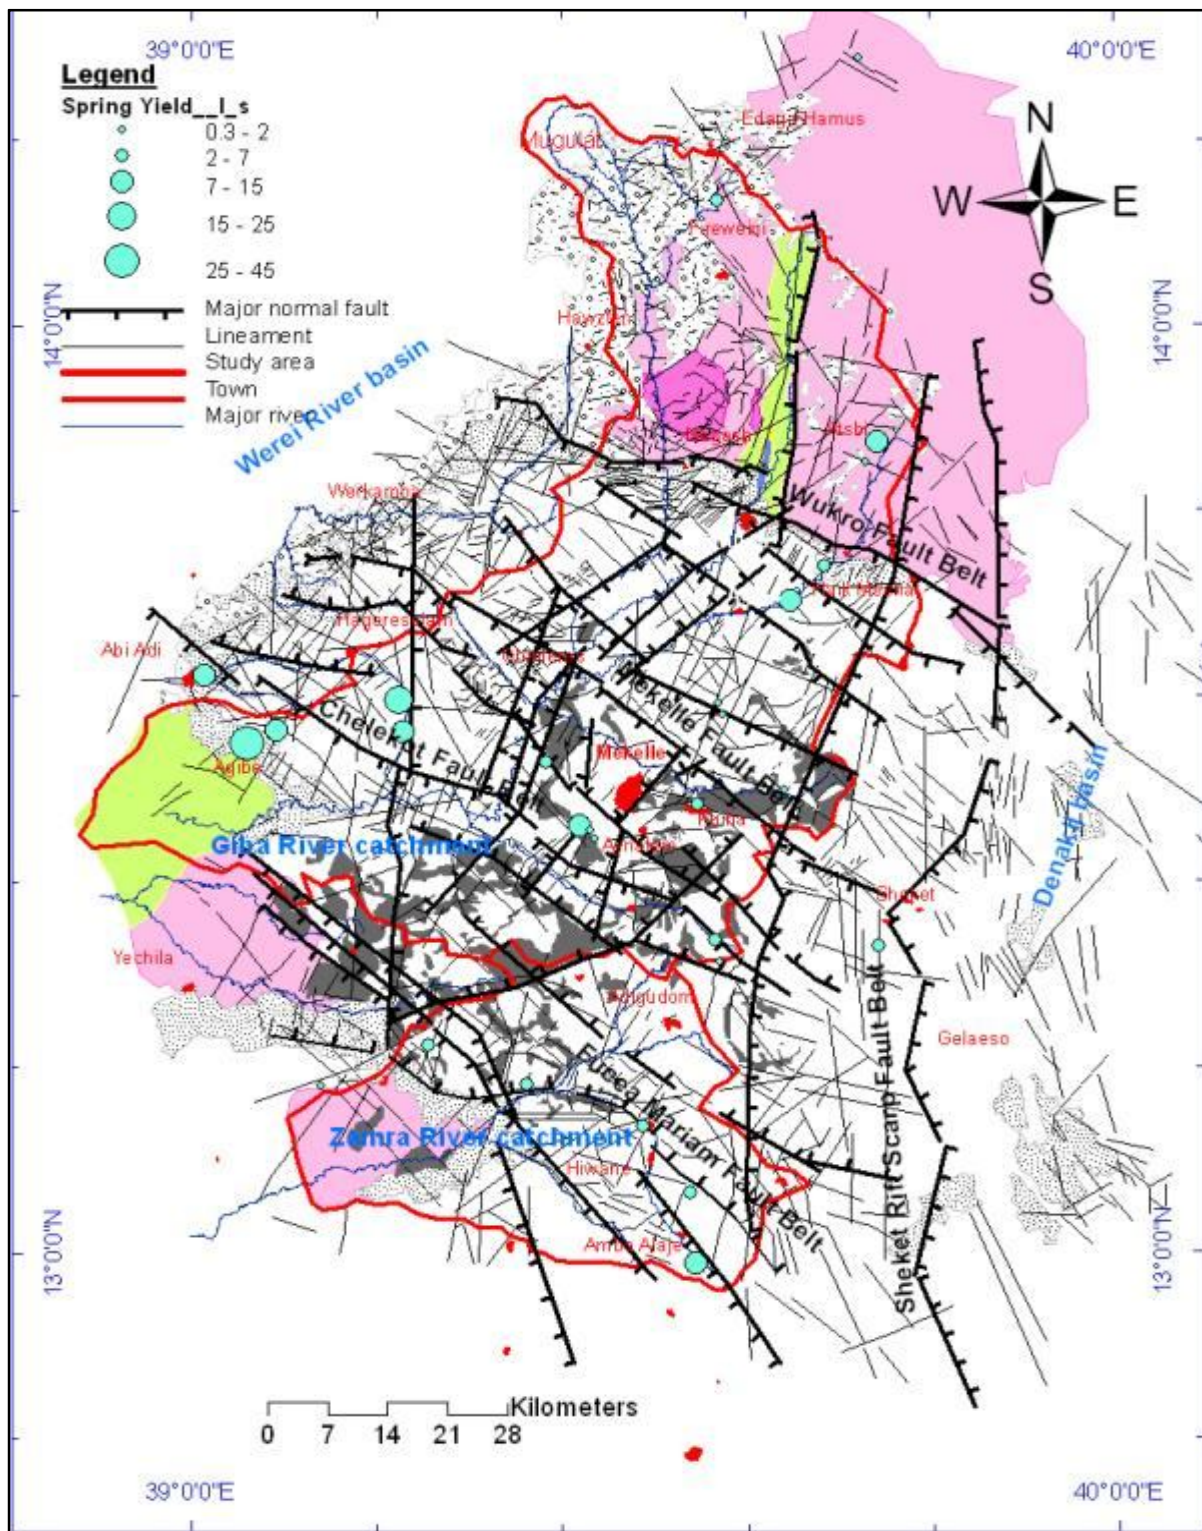 39°0'0"E
40°0'0"E
Legend
Spring Yield__l_s
0.3 - 2
2 - 7
7 - 15
15 - 25
25 - 45
Major normal fault
Lineament
Study area
Town
Major river
N
W
E
S
14°0'0"N
14°0'0"N
Edaga Hamus
Mugulat
Hawzen
Werei River basin
Atsbi
Werkamba
Wukro Fault Belt
Hagereselam
Abi Adi
Mekelle Fault Belt
Chelekot Fault Belt
Mekelle
Agibe
Denakil basin
Giba River catchment
Sheket
Yechila
Adigudom
Gelaeso
Fucea Mariam Fault Belt
Zamra River catchment
Hiwane
Sheket Rift Scarp Fault Belt
Amba Alaje
13°0'0"N
13°0'0"N
Kilometers
0 7 14 21 28
39°0'0"E
40°0'0"E